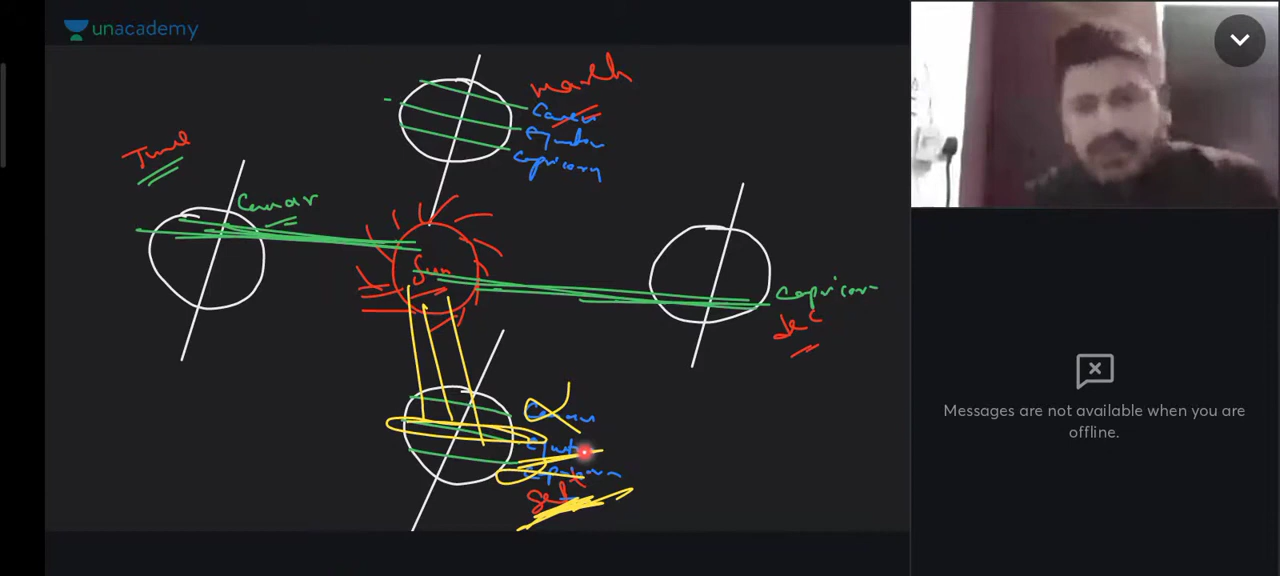 unacademy
March
Cancer
Equator
Capricorn
June
Cancer
Sun
Capricorn
dec
Cancer
Equator
Capricorn
Sept
Messages are not available when you are
offline.